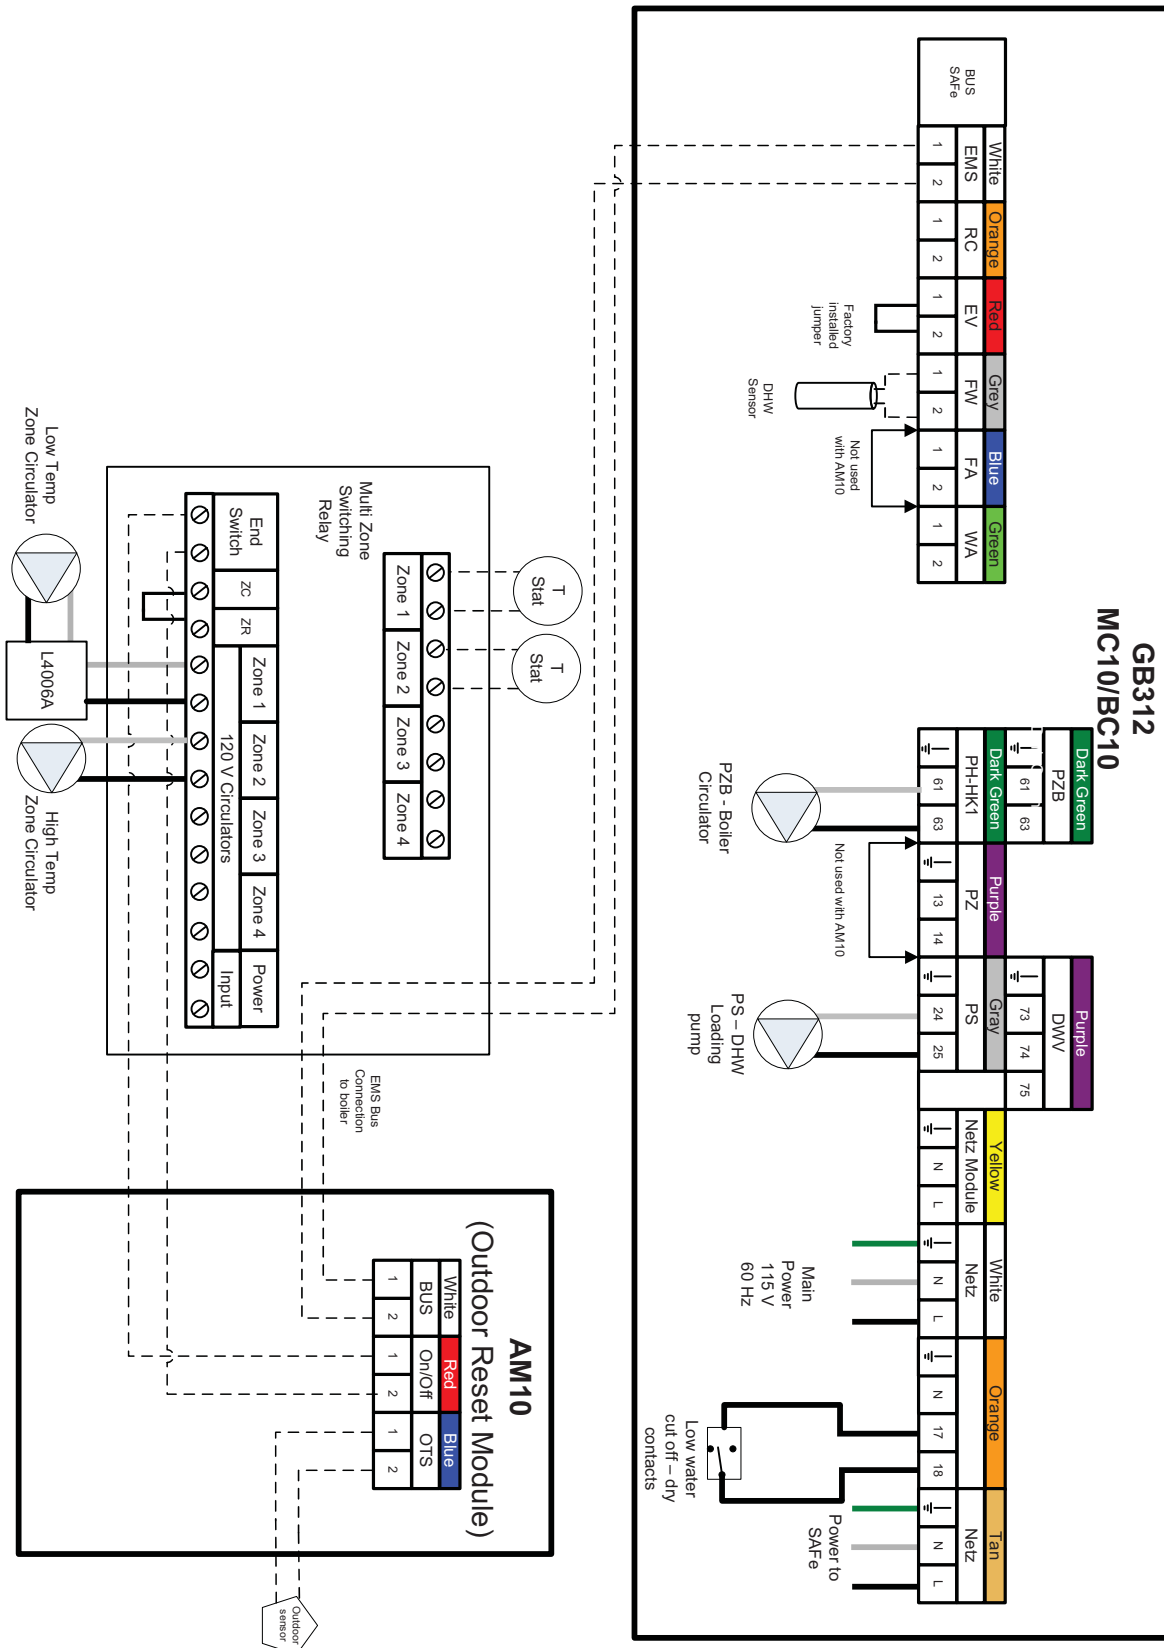 GB312
MC10/BC10
BUS
SAFe
White
EMS
1
2
Orange
RC
1
2
Red
EV
1
2
Grey
FW
1
2
Blue
FA
1
2
Green
WA
1
2
Factory
installed
jumper
DHW
Sensor
Not used
with AM10
Dark Green
PZB
61
63
Dark Green
PH-HK1
61
63
Purple
PZ
13
14
Gray
PS
24
25
Purple
DWV
73
74
75
Yellow
Netz Module
N
L
White
Netz
N
L
Orange
N
17
18
Tan
Netz
N
L
PZB - Boiler
Circulator
Not used with AM10
PS – DHW
Loading
pump
Main
Power
115 V
60 Hz
Low water
cut off – dry
contacts
Power to
SAFe
T
Stat
T
Stat
Multi Zone
Switching
Relay
Zone 1
Zone 2
Zone 3
Zone 4
End
Switch
ZC
ZR
Zone 1
Zone 2
Zone 3
Zone 4
120 V Circulators
Power
Input
Low Temp
Zone Circulator
L4006A
High Temp
Zone Circulator
EMS Bus
Connection
to boiler
AM10
(Outdoor Reset Module)
White
BUS
1
2
Red
On/Off
1
2
Blue
OTS
1
2
Outdoor
sensor